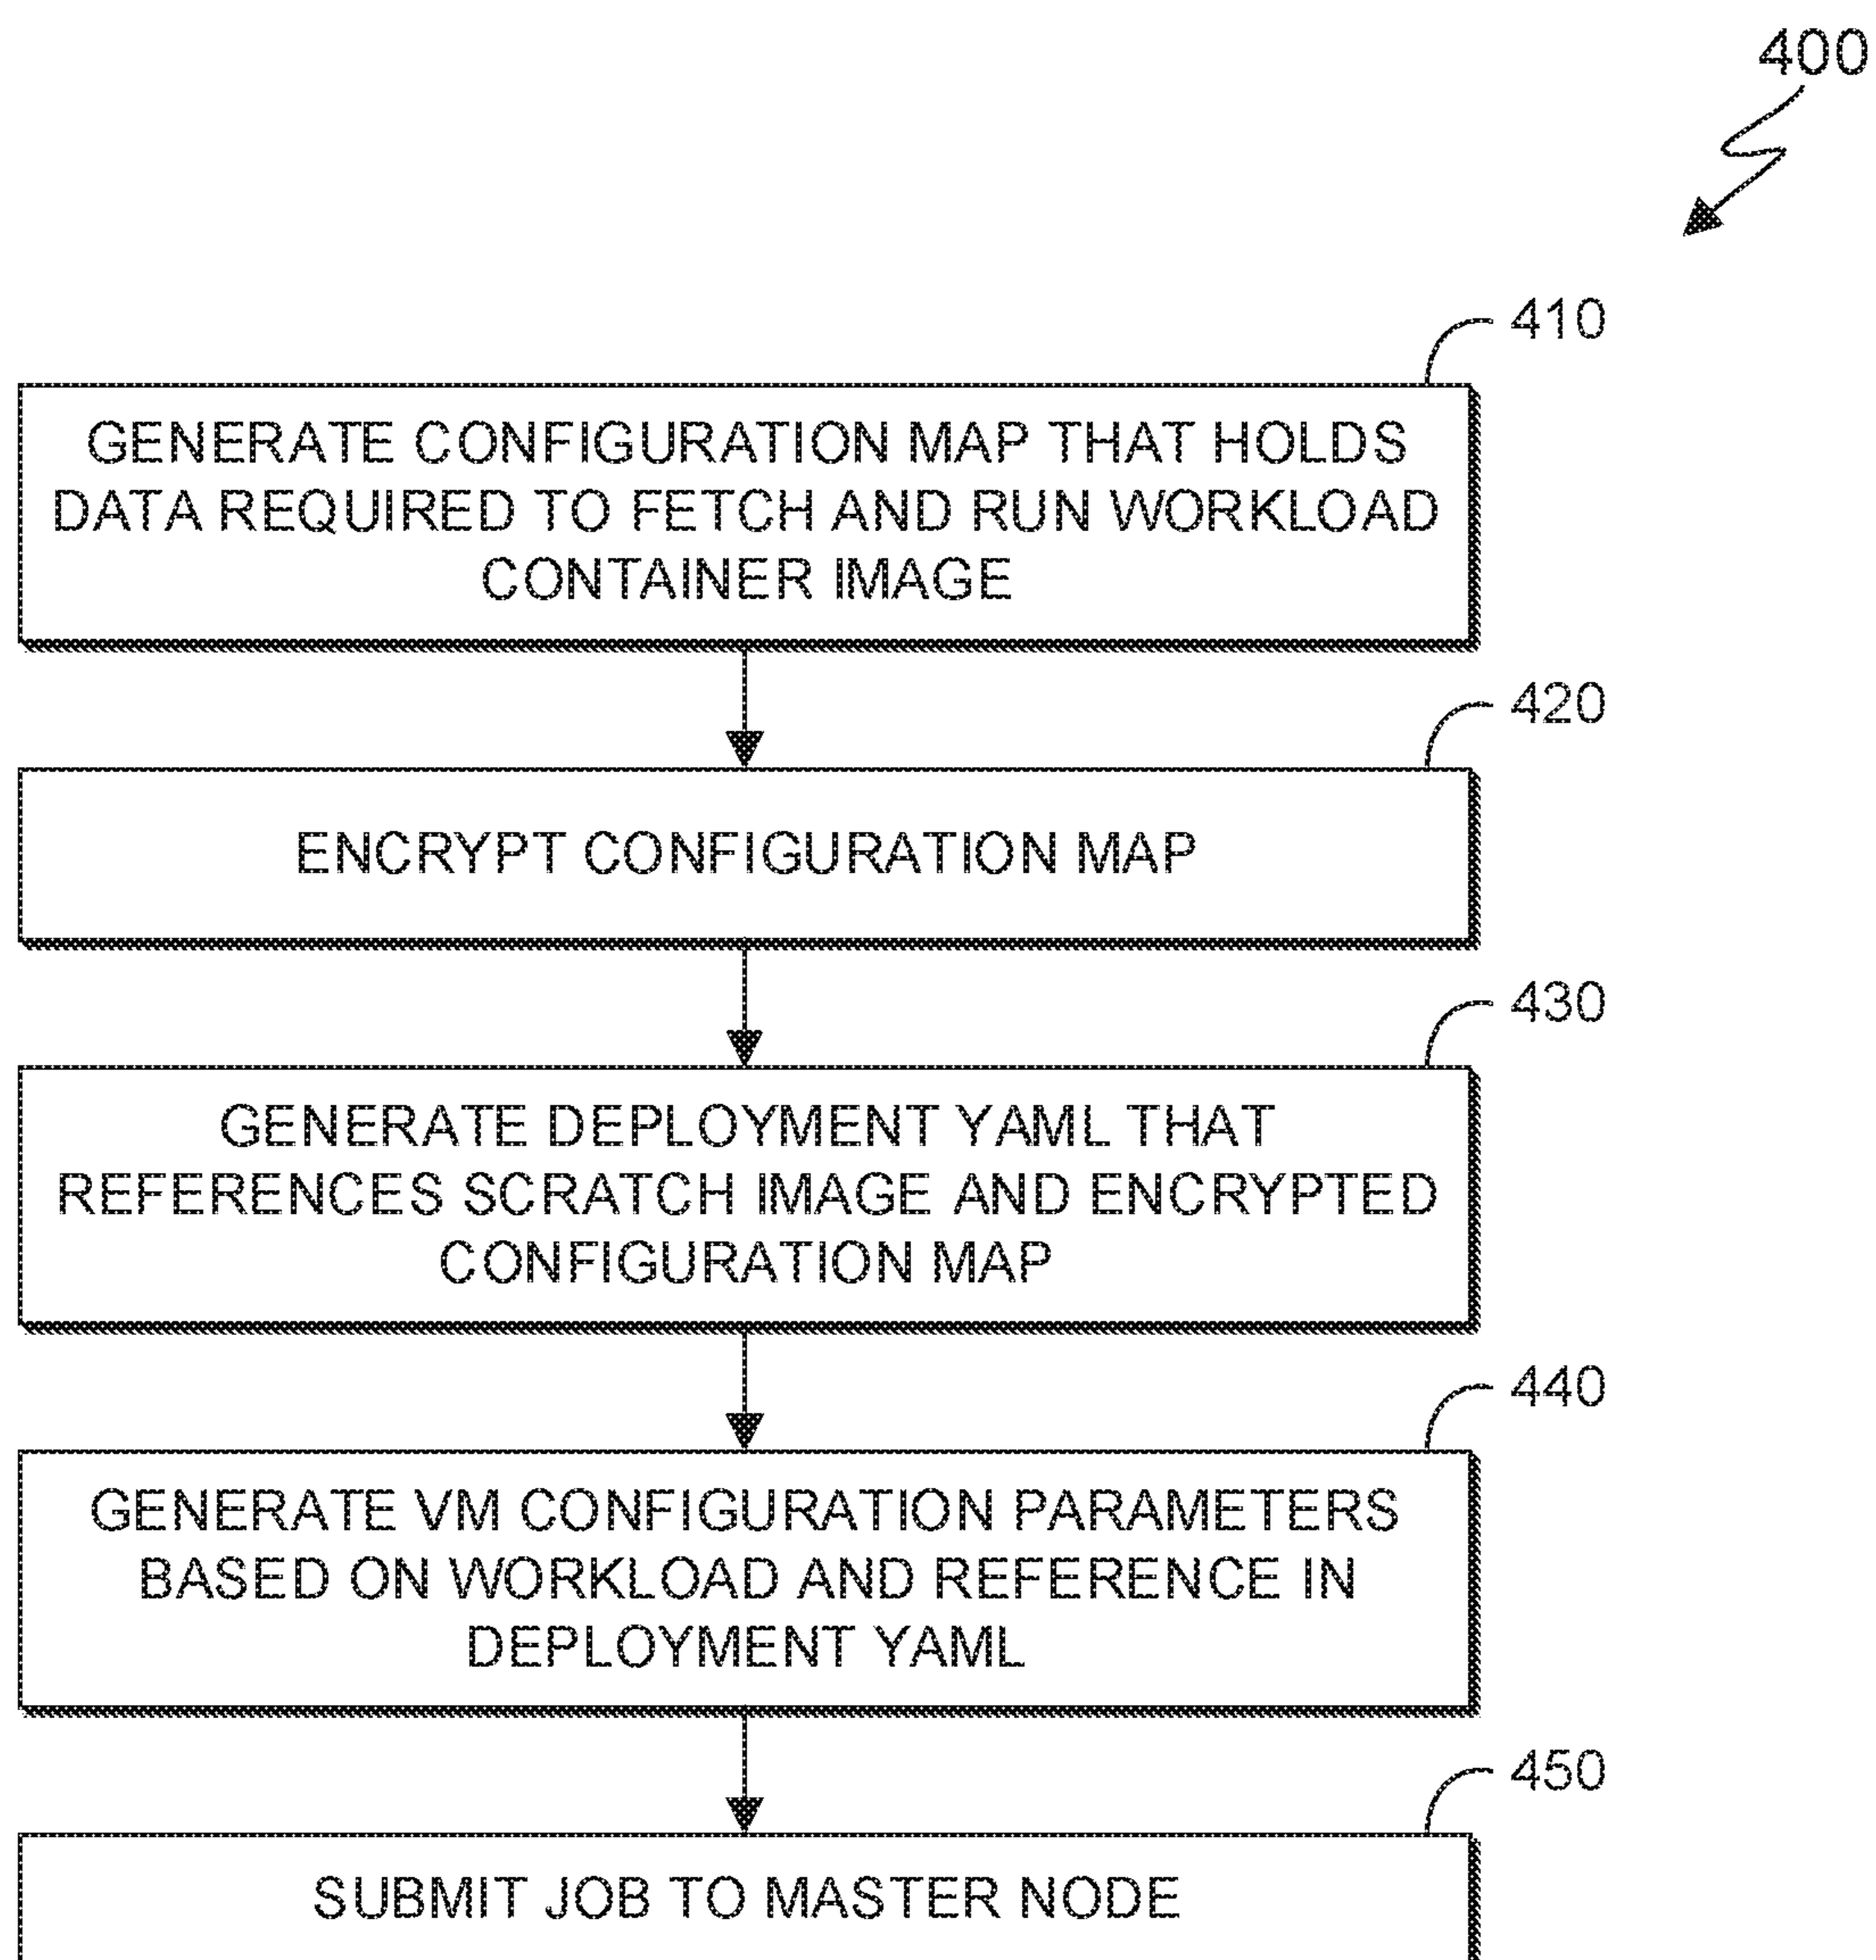 400
410
GENERATE CONFIGURATION MAP THAT HOLDS
DATA REQUIRED TO FETCH AND RUN WORKLOAD
CONTAINER IMAGE
420
ENCRYPT CONFIGURATION MAP
430
GENERATE DEPLOYMENT YAML THAT
REFERENCES SCRATCH IMAGE AND ENCRYPTED
CONFIGURATION MAP
440
GENERATE VM CONFIGURATION PARAMETERS
BASED ON WORKLOAD AND REFERENCE IN
DEPLOYMENT YAML
450
SUBMIT JOB TO MASTER NODE